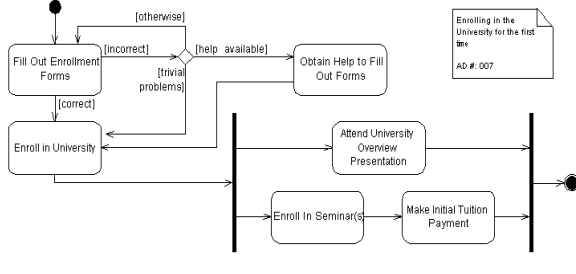 [otherwise]
Fill Out Enrollment
Forms
[incorrect]
[help available]
[trivial
problems]
Obtain Help to Fill
Out Forms
Enrolling in the
University for the first
time
AD #: 007
[correct]
Enroll in University
Attend University
Overview
Presentation
Enroll In Seminar(s)
Make Initial Tuition
Payment